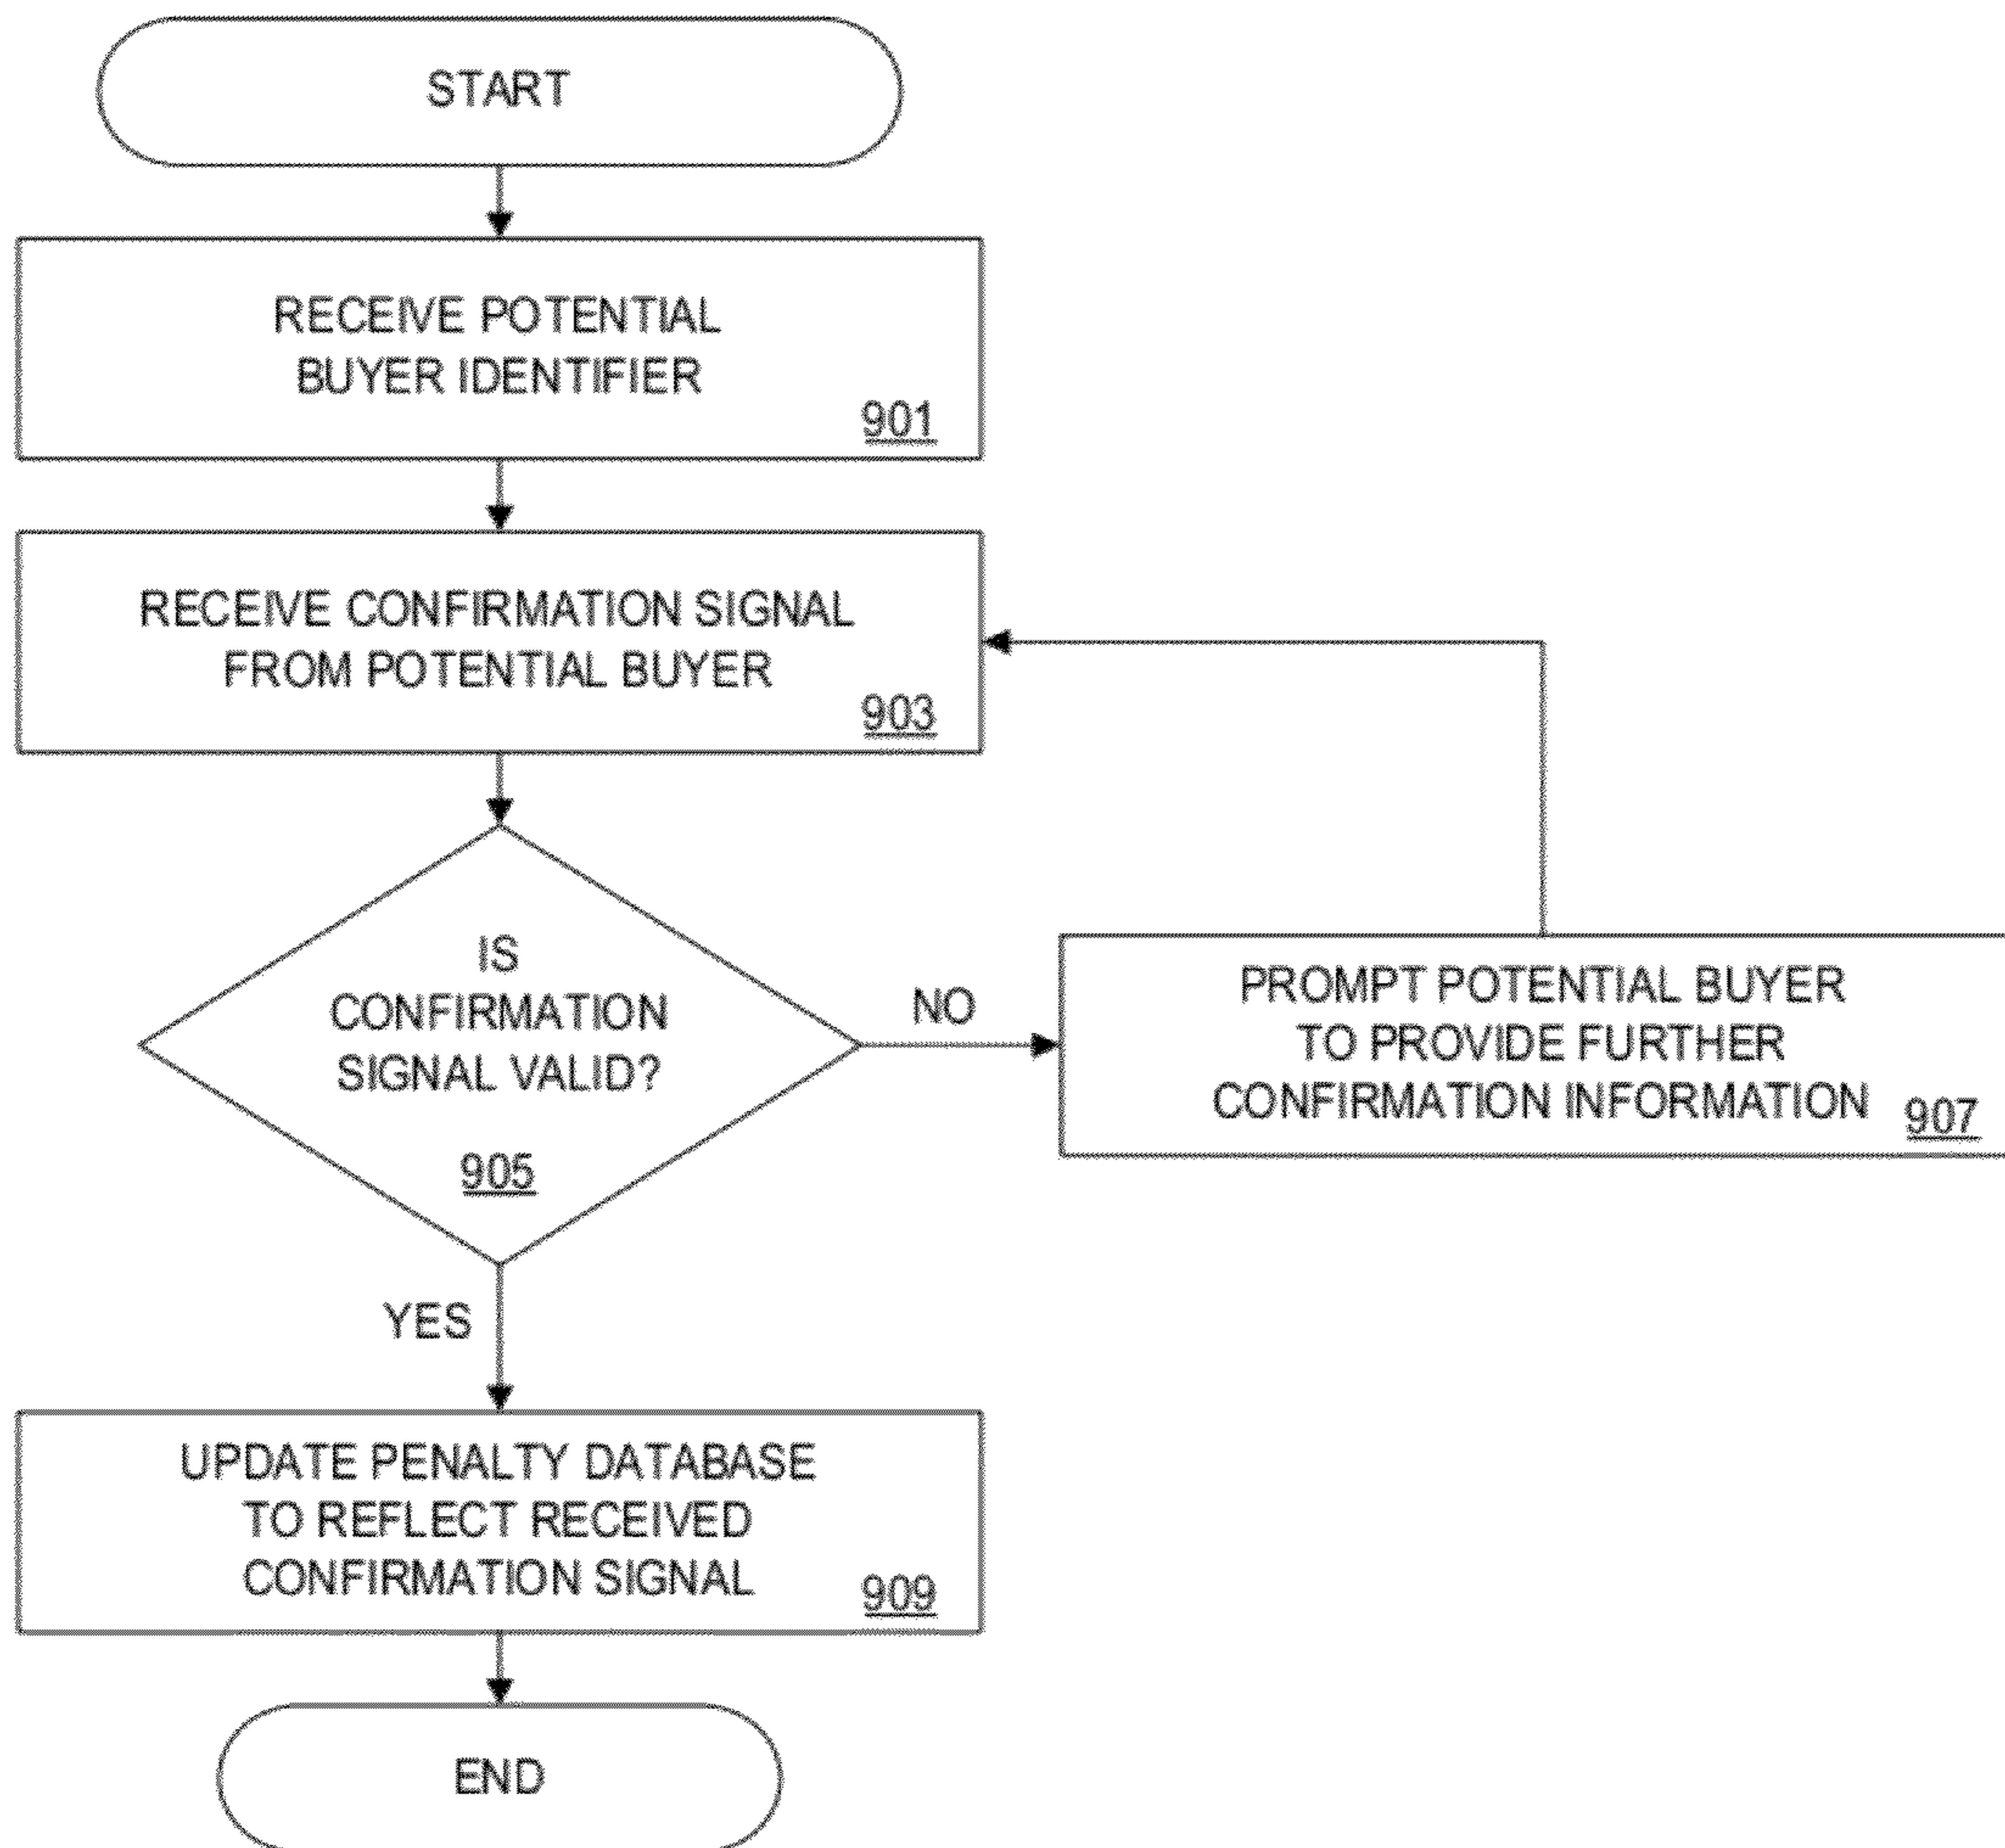 START
RECEIVE POTENTIAL
BUYER IDENTIFIER
901
RECEIVE CONFIRMATION SIGNAL
FROM POTENTIAL BUYER
903
IS
CONFIRMATION
SIGNAL VALID?
905
NO
PROMPT POTENTIAL BUYER
TO PROVIDE FURTHER
CONFIRMATION INFORMATION
907
YES
UPDATE PENALTY DATABASE
TO REFLECT RECEIVED
CONFIRMATION SIGNAL
909
END